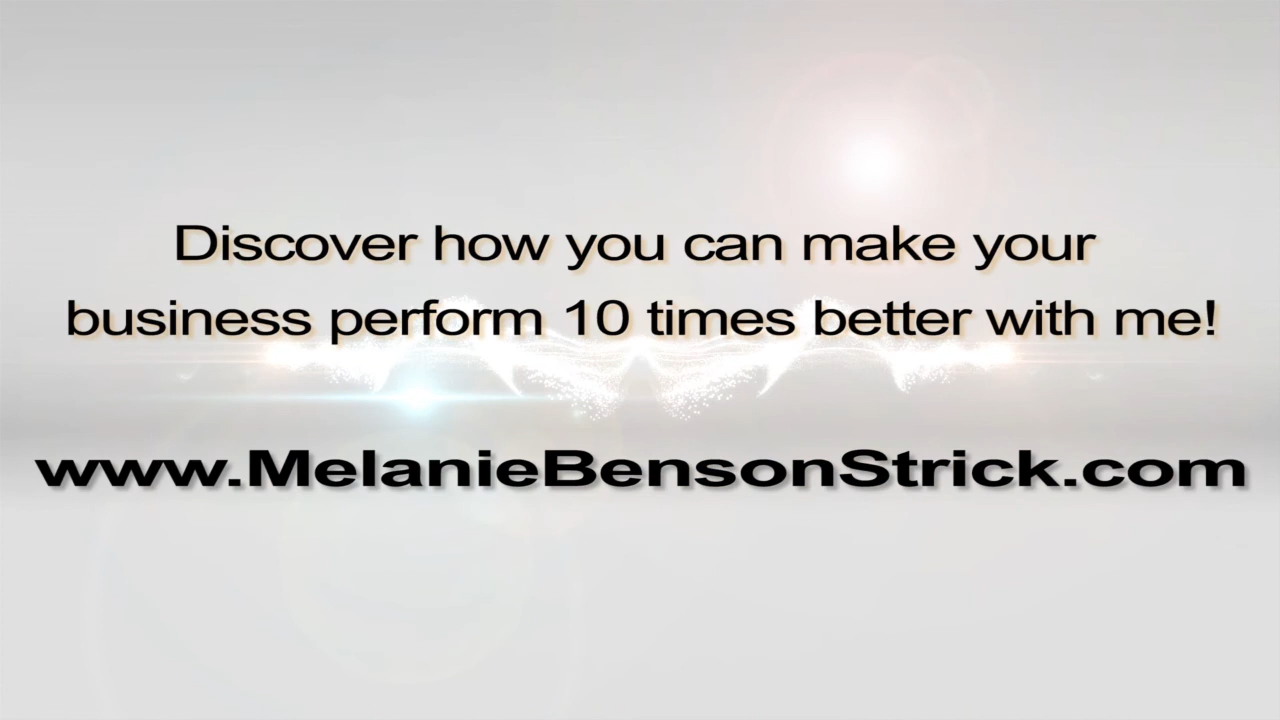 Discover how you can make your
business perform 10 times better with me!
www.MelanieBensonStrick.com